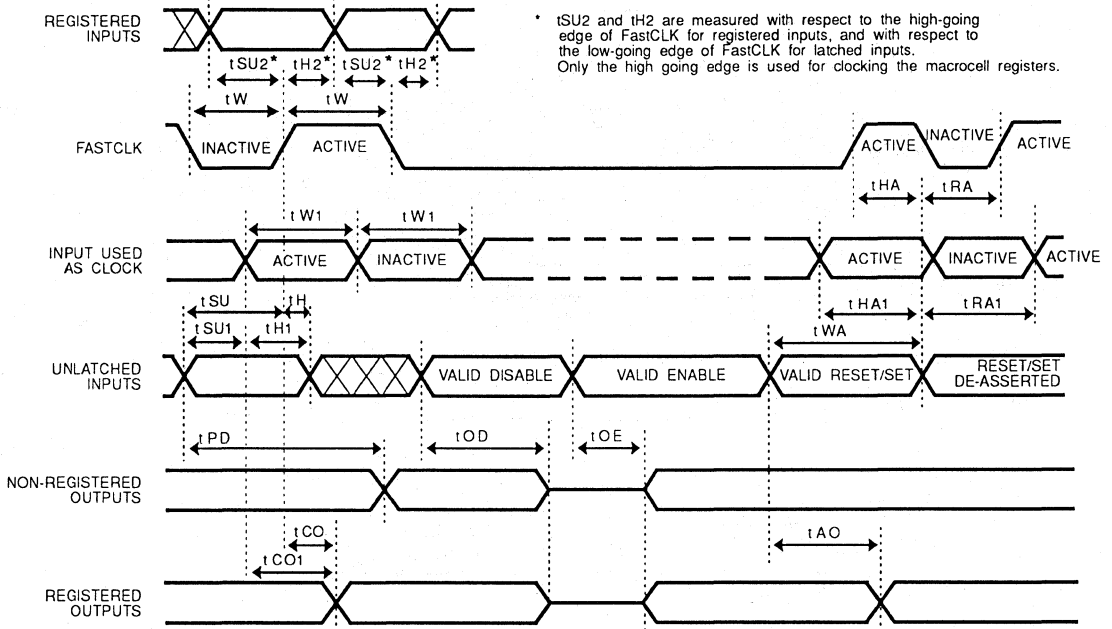 REGISTERED
INPUTS
* tSU2 and tH2 are measured with respect to the high-going
edge of FastCLK for registered inputs, and with respect to
the low-going edge of FastCLK for latched inputs.
Only the high going edge is used for clocking the macrocell registers.
tSU2* tH2* tSU2* tH2*
tW tW
FASTCLK
INACTIVE ACTIVE ACTIVE INACTIVE ACTIVE
tHA tRA
tW1 tW1
INPUT USED
AS CLOCK
ACTIVE INACTIVE ACTIVE INACTIVE ACTIVE
tSU tH tHA1 tRA1
tSU1 tH1 tWA
UNLATCHED
INPUTS
VALID DISABLE VALID ENABLE VALID RESET/SET
RESET/SET
DE-ASSERTED
tPD tOD tOE
NON-REGISTERED
OUTPUTS
tCO tAO
tCO1
REGISTERED
OUTPUTS